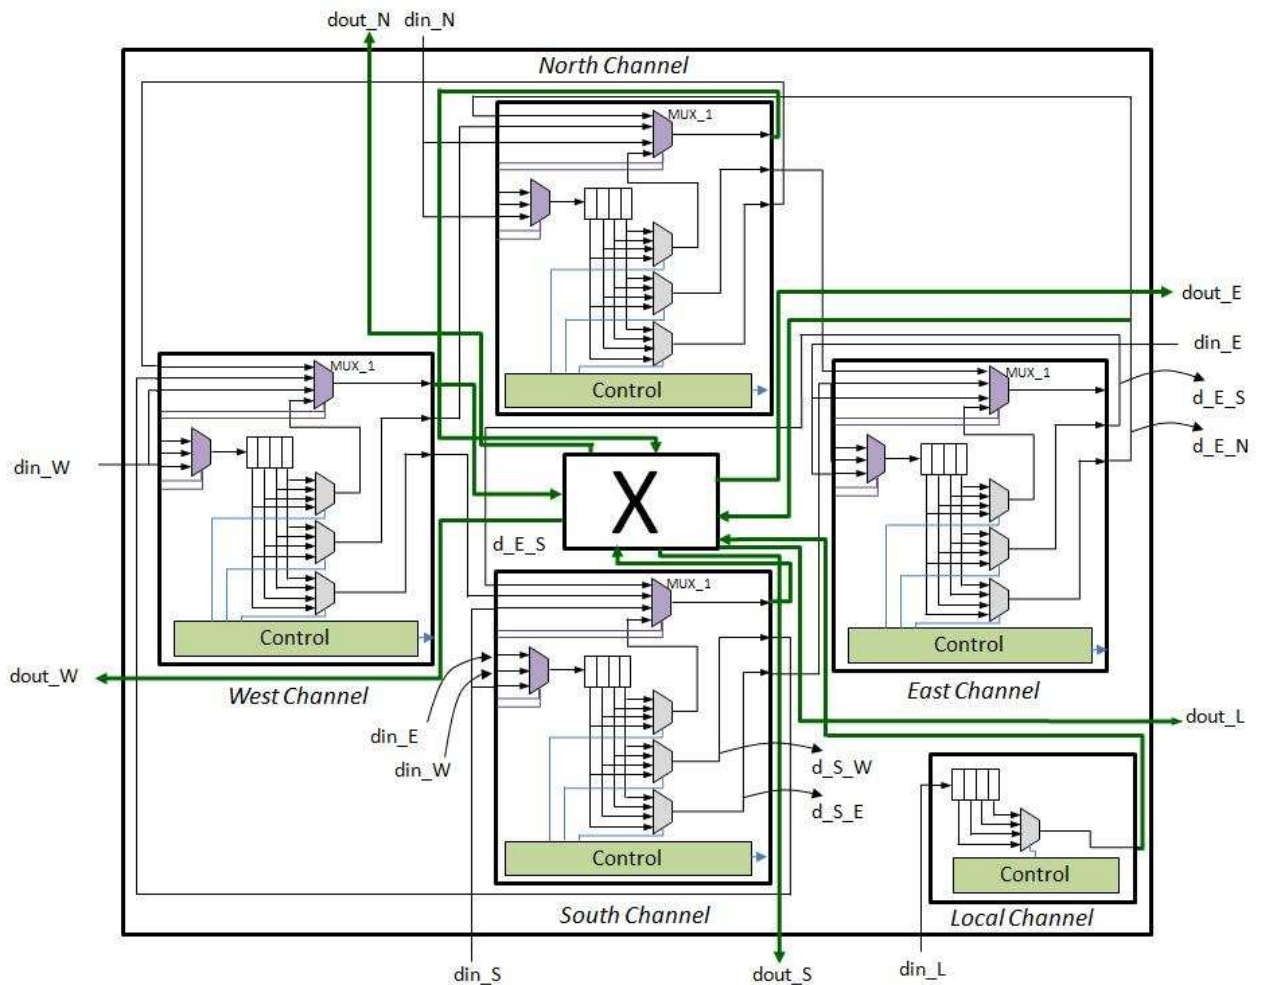 dout_N din_N
North Channel
MUX_1
Control
dout_E
din_E
MUX_1
MUX_1
d_E_S
d_E_N
din_W
X
d_E_S
MUX_1
Control
Control
dout_W
West Channel
East Channel
dout_L
din_E
din_W
d_S_W
d_S_E
Control
Control
South Channel
Local Channel
din_S
dout_S
din_L